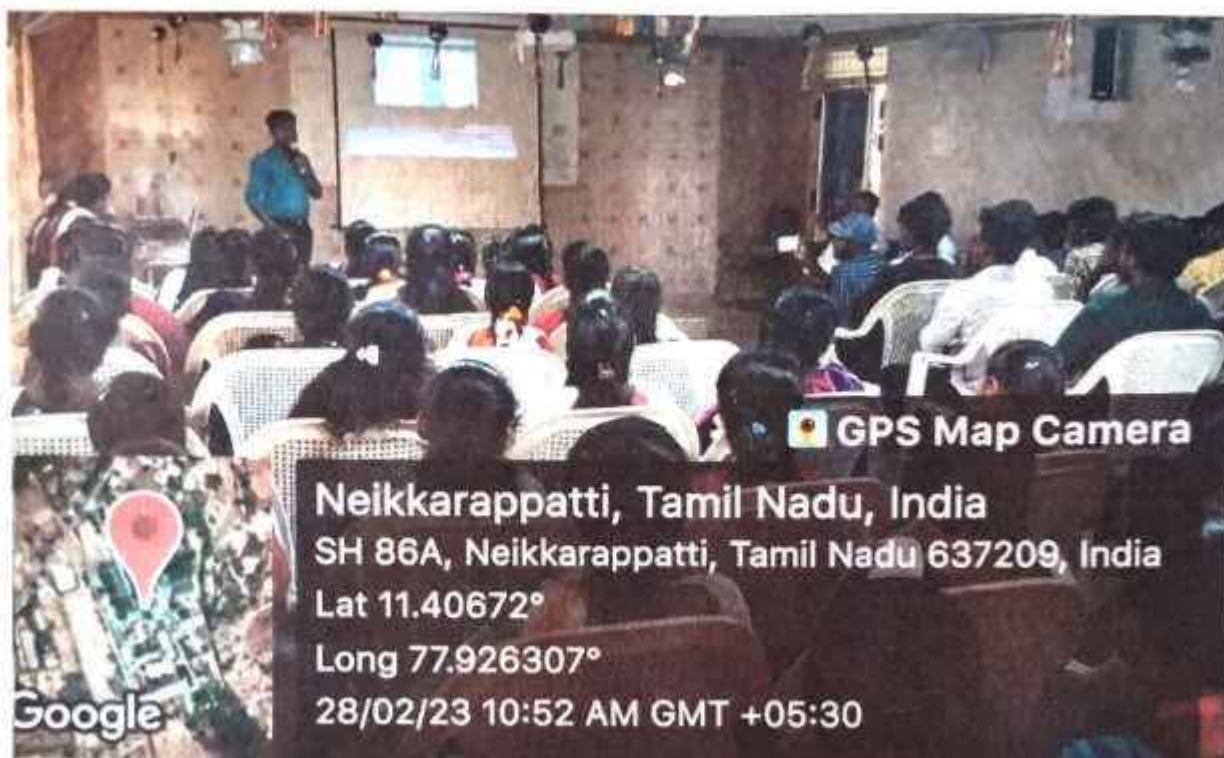 GPS Map Camera
Neikkarappatti, Tamil Nadu, India
SH 86A, Neikkarappatti, Tamil Nadu 637209, India
Lat 11.40672°
Long 77.926307°
28/02/23 10:52 AM GMT +05:30
Google